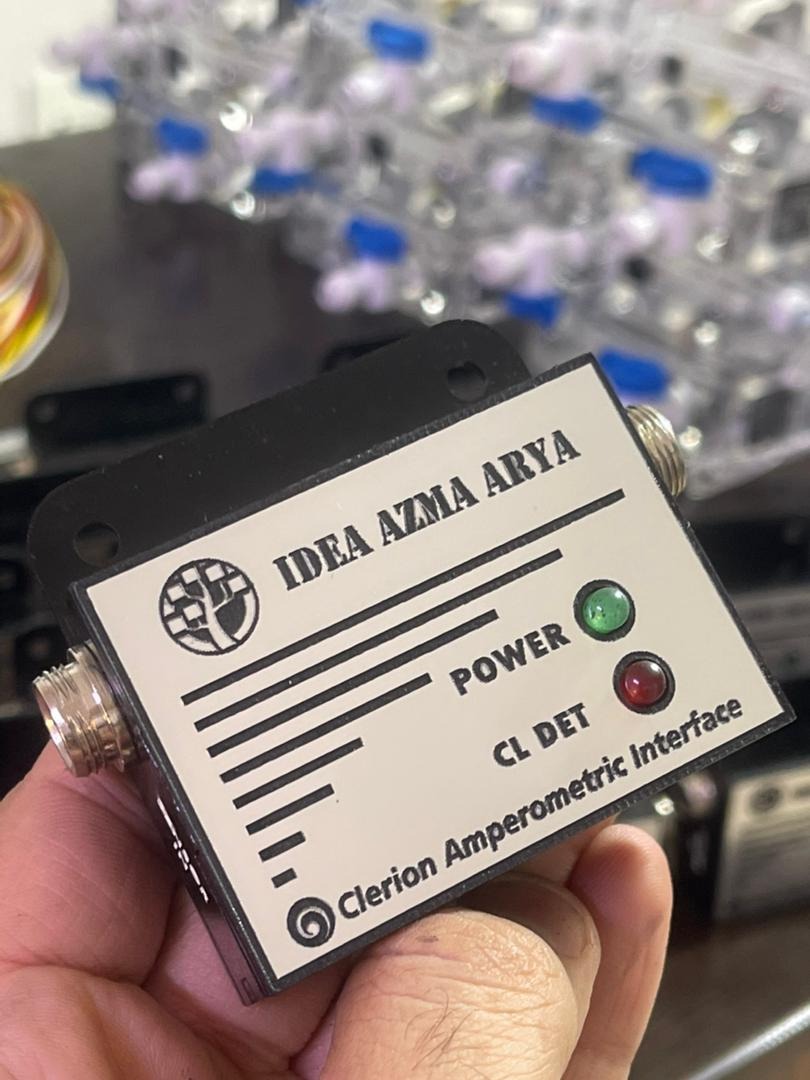 IDEA AZMA ARYA
POWER
CL DET
Clerion Amperometric Interface